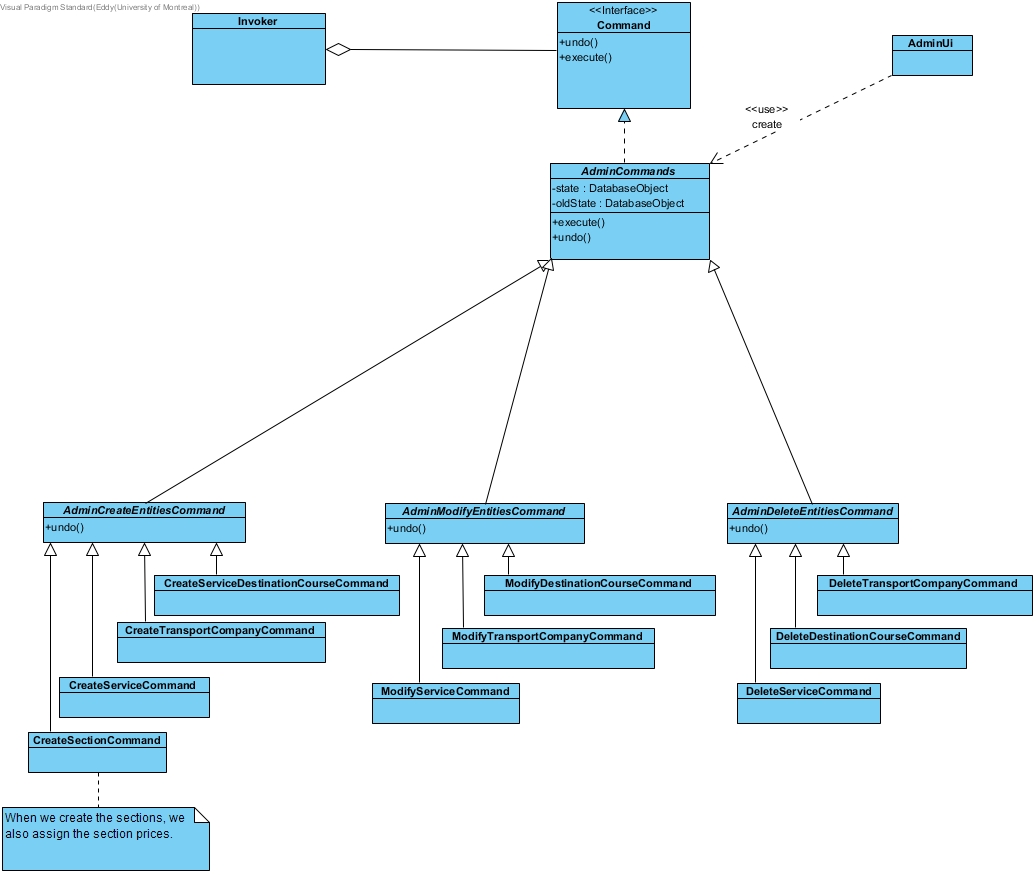 Visual Paradigm Standard(Eddy(University of Montreal))
Invoker
<<Interface>>
Command
+undo()
+execute()
AdminUi
<<use>>
create
AdminCommands
-state : DatabaseObject
-oldState : DatabaseObject
+execute()
+undo()
AdminCreateEntitiesCommand
+undo()
AdminModifyEntitiesCommand
+undo()
AdminDeleteEntitiesCommand
+undo()
CreateServiceDestinationCourseCommand
ModifyDestinationCourseCommand
DeleteTransportCompanyCommand
CreateTransportCompanyCommand
ModifyTransportCompanyCommand
DeleteDestinationCourseCommand
CreateServiceCommand
ModifyServiceCommand
DeleteServiceCommand
CreateSectionCommand
When we create the sections, we
also assign the section prices.